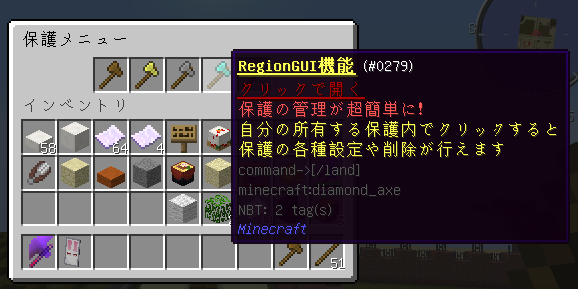 保護メニュー
RegionGUI機能 (#0279)
クリックで開く
保護の管理が超簡単に!
自分の所有する保護内でクリックすると
保護の各種設定や削除が行えます
command->[/land]
minecraft:diamond_axe
NBT: 2 tag(s)
Minecraft
インベントリ
58
64
4
51